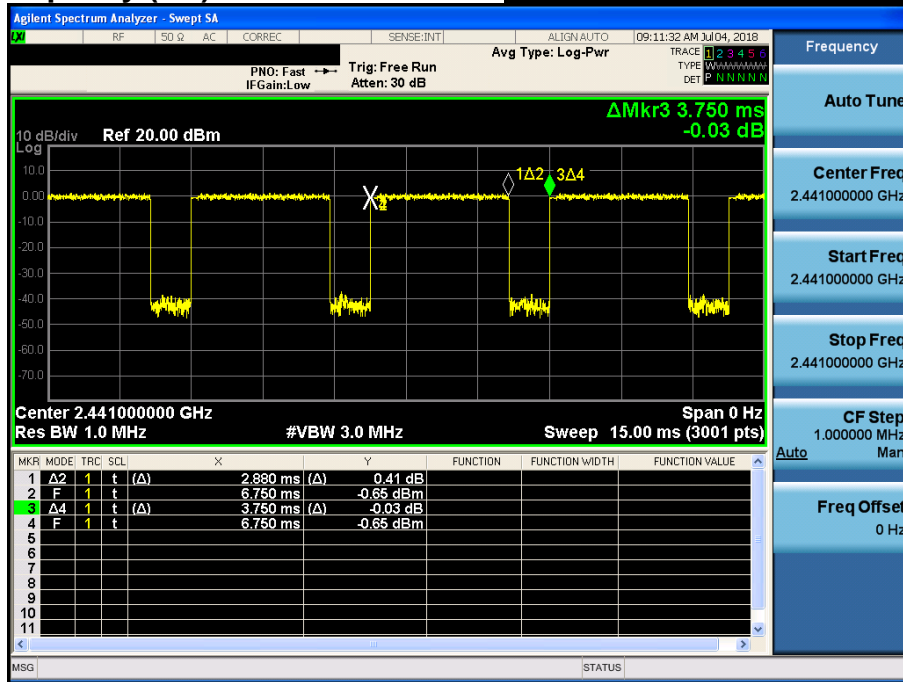 Agilent Spectrum Analyzer - Swept SA
LXI RF 50 Ω AC CORREC SENSE:INT ALIGN AUTO 09:11:32 AM Jul 04, 2018
Avg Type: Log-Pwr TRACE 1 2 3 4 5 6
PNO: Fast Trig: Free Run TYPE WWWWWW
IFGain:Low Atten: 30 dB DET P N N N N N
ΔMkr3 3.750 ms
-0.03 dB
10 dB/div Ref 20.00 dBm
Log
10.0
1Δ2 3Δ4
0.00
-10.0
-20.0
-30.0
-40.0
-50.0
-60.0
-70.0
Center 2.441000000 GHz Span 0 Hz
Res BW 1.0 MHz #VBW 3.0 MHz Sweep 15.00 ms (3001 pts)
MKR MODE TRC SCL X Y FUNCTION FUNCTION WIDTH FUNCTION VALUE
1 Δ2 1 t (Δ) 2.880 ms (Δ) 0.41 dB
2 F 1 t 6.750 ms -0.65 dBm
3 Δ4 1 t (Δ) 3.750 ms (Δ) -0.03 dB
4 F 1 t 6.750 ms -0.65 dBm
5
6
7
8
9
10
11
MSG STATUS
Frequency
Auto Tune
Center Freq
2.441000000 GHz
Start Freq
2.441000000 GHz
Stop Freq
2.441000000 GHz
CF Step
1.000000 MHz
Auto Man
Freq Offset
0 Hz